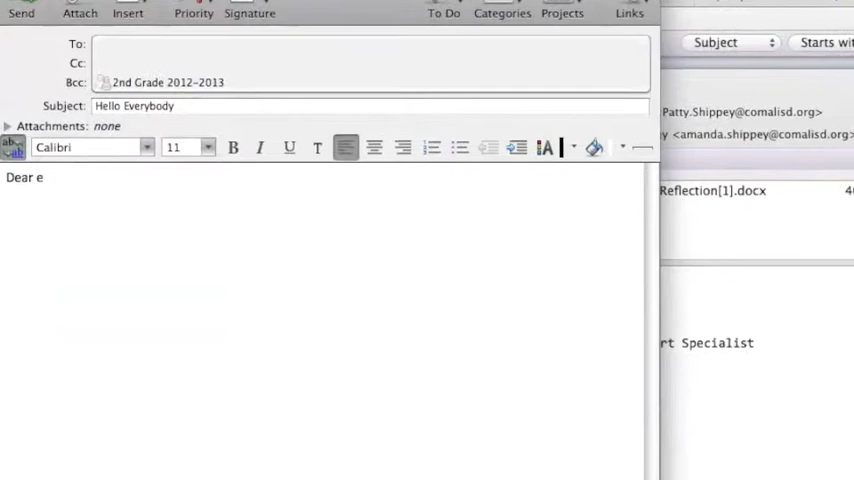 Send Attach Insert Priority Signature To Do Categories Projects Links
To:
Cc:
Bcc: 2nd Grade 2012-2013
Subject: Hello Everybody
Attachments: none
Calibri 11 B I U T A
Dear e
Subject Starts wit
Patty.Shippey@comalisd.org>
y <amanda.shippey@comalisd.org>
Reflection[1].docx 4
rt Specialist